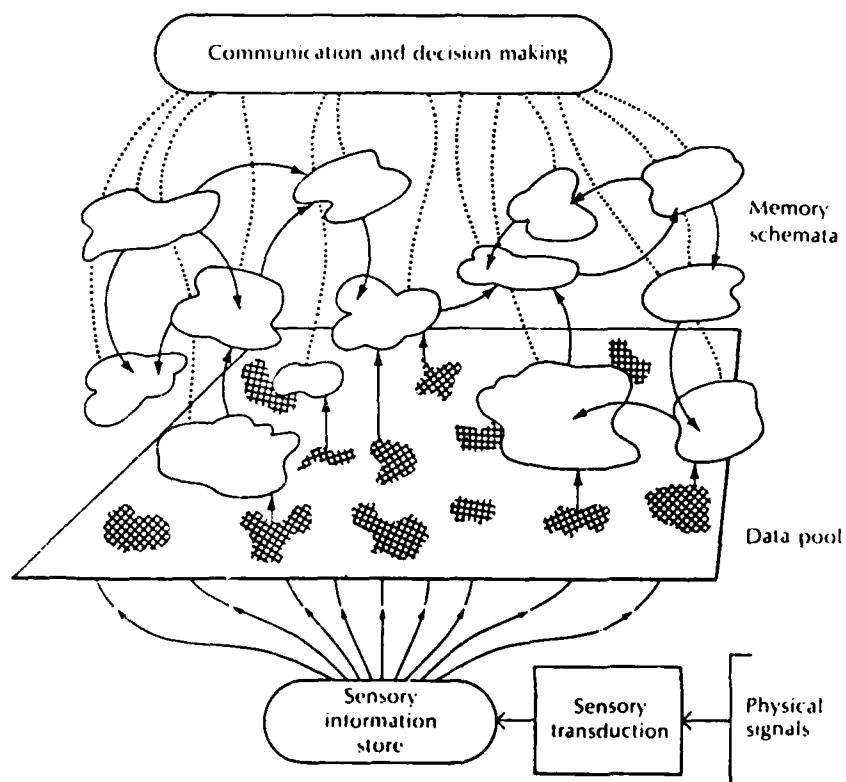 Communication and decision making
Memory
schemata
Data pool
Sensory
information
store
Sensory
transduction
Physical
signals